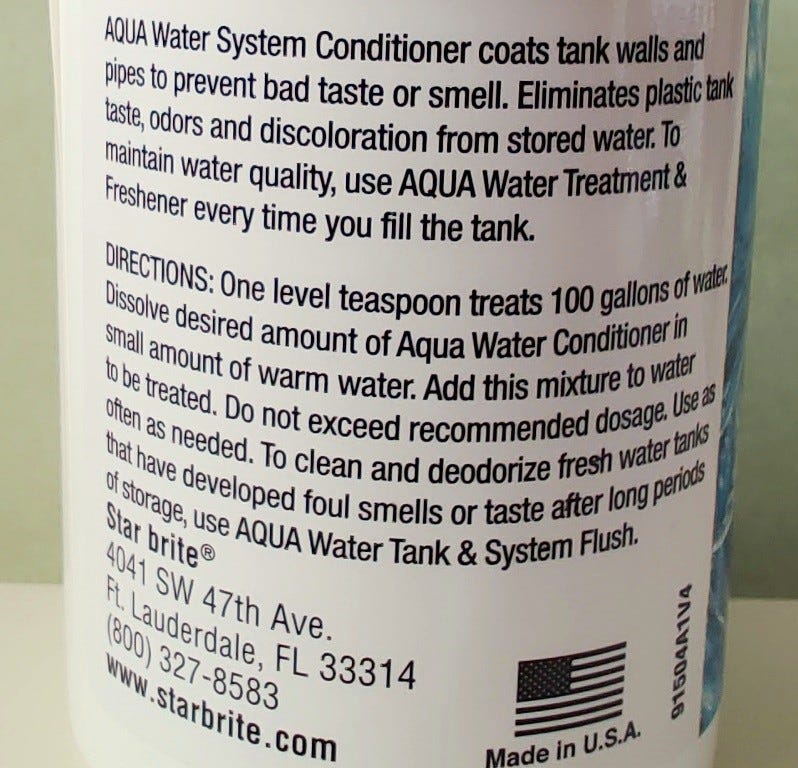 AQUA Water System Conditioner coats tank walls and
pipes to prevent bad taste or smell. Eliminates plastic tank
taste, odors and discoloration from stored water. To
maintain water quality, use AQUA Water Treatment &
Freshener every time you fill the tank.
DIRECTIONS: One level teaspoon treats 100 gallons of water.
Dissolve desired amount of Aqua Water Conditioner in
small amount of warm water. Add this mixture to water
to be treated. Do not exceed recommended dosage. Use as
often as needed. To clean and deodorize fresh water tanks
that have developed foul smells or taste after long periods
of storage, use AQUA Water Tank & System Flush.
Star brite®
4041 SW 47th Ave.
Ft. Lauderdale, FL 33314
(800) 327-8583
www.starbrite.com
Made in U.S.A.
91504A1V4